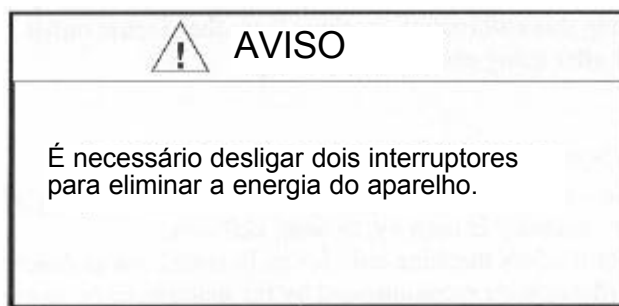 AVISO
É necessário desligar dois interruptores
para eliminar a energia do aparelho.